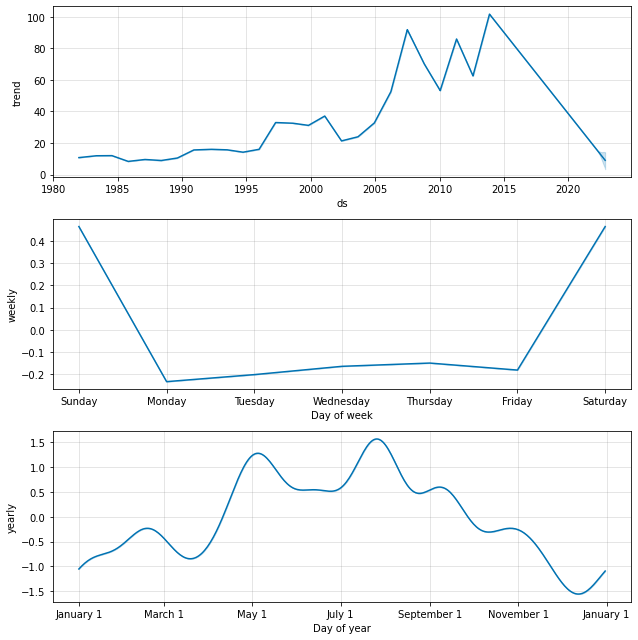 100
80
60
40
20
0
trend
1980 1985 1990 1995 2000 2005 2010 2015 2020
ds
0.4
0.3
0.2
0.1
0.0
−0.1
−0.2
weekly
Sunday Monday Tuesday Wednesday Thursday Friday Saturday
Day of week
1.5
1.0
0.5
0.0
−0.5
−1.0
−1.5
yearly
January 1 March 1 May 1 July 1 September 1 November 1 January 1
Day of year